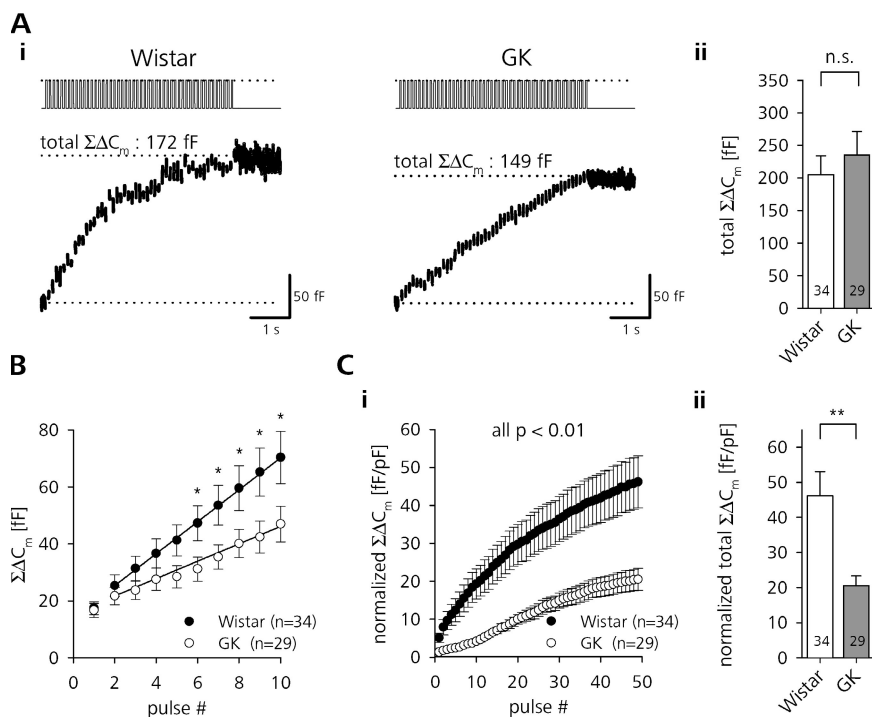 A
i
Wistar
GK
total ΣΔCm : 172 fF
total ΣΔCm : 149 fF
50 fF
1 s
50 fF
1 s
ii
n.s.
350
300
250
200
150
100
50
0
total ΣΔCm [fF]
34
29
Wistar
GK
B
80
60
40
20
0
ΣΔCm [fF]
*
*
*
*
*
Wistar (n=34)
GK (n=29)
0
2
4
6
8
10
pulse #
C
i
all p < 0.01
60
50
40
30
20
10
0
normalized ΣΔCm [fF/pF]
Wistar (n=34)
GK (n=29)
0
10
20
30
40
50
pulse #
ii
**
60
50
40
30
20
10
0
normalized total ΣΔCm [fF/pF]
34
29
Wistar
GK